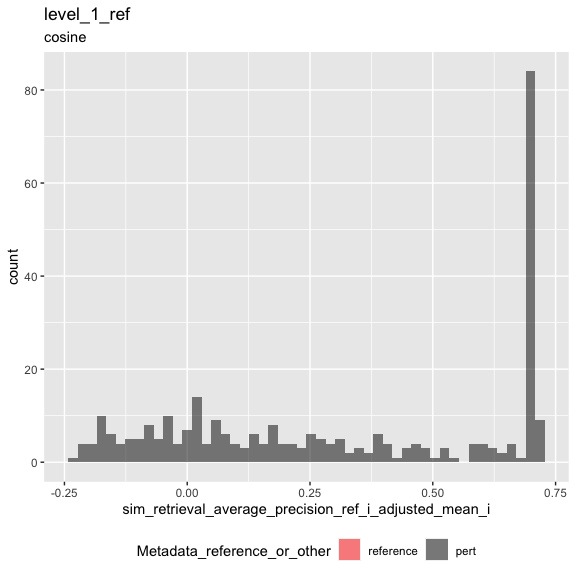 level_1_ref
cosine
80
60
40
20
0
count
-0.25 0.00 0.25 0.50 0.75
sim_retrieval_average_precision_ref_i_adjusted_mean_i
Metadata_reference_or_other reference pert